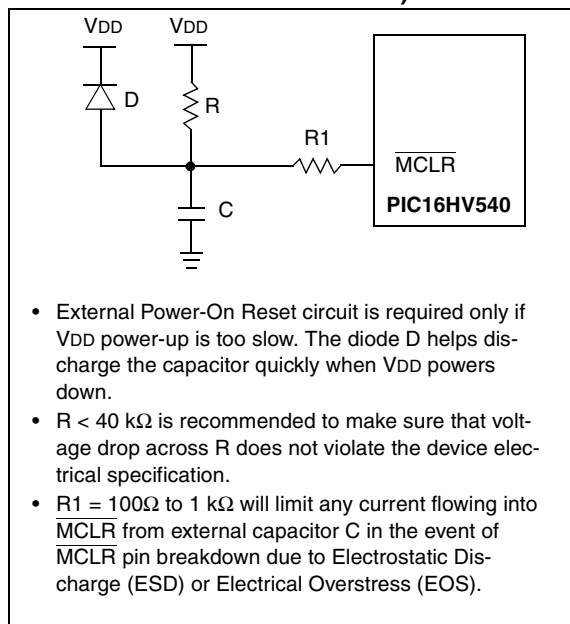 VDD VDD
D
R
R1
MCLR
C
PIC16HV540
• External Power-On Reset circuit is required only if
VDD power-up is too slow. The diode D helps dis-
charge the capacitor quickly when VDD powers
down.
• R < 40 kΩ is recommended to make sure that volt-
age drop across R does not violate the device elec-
trical specification.
• R1 = 100Ω to 1 kΩ will limit any current flowing into
MCLR from external capacitor C in the event of
MCLR pin breakdown due to Electrostatic Dis-
charge (ESD) or Electrical Overstress (EOS).